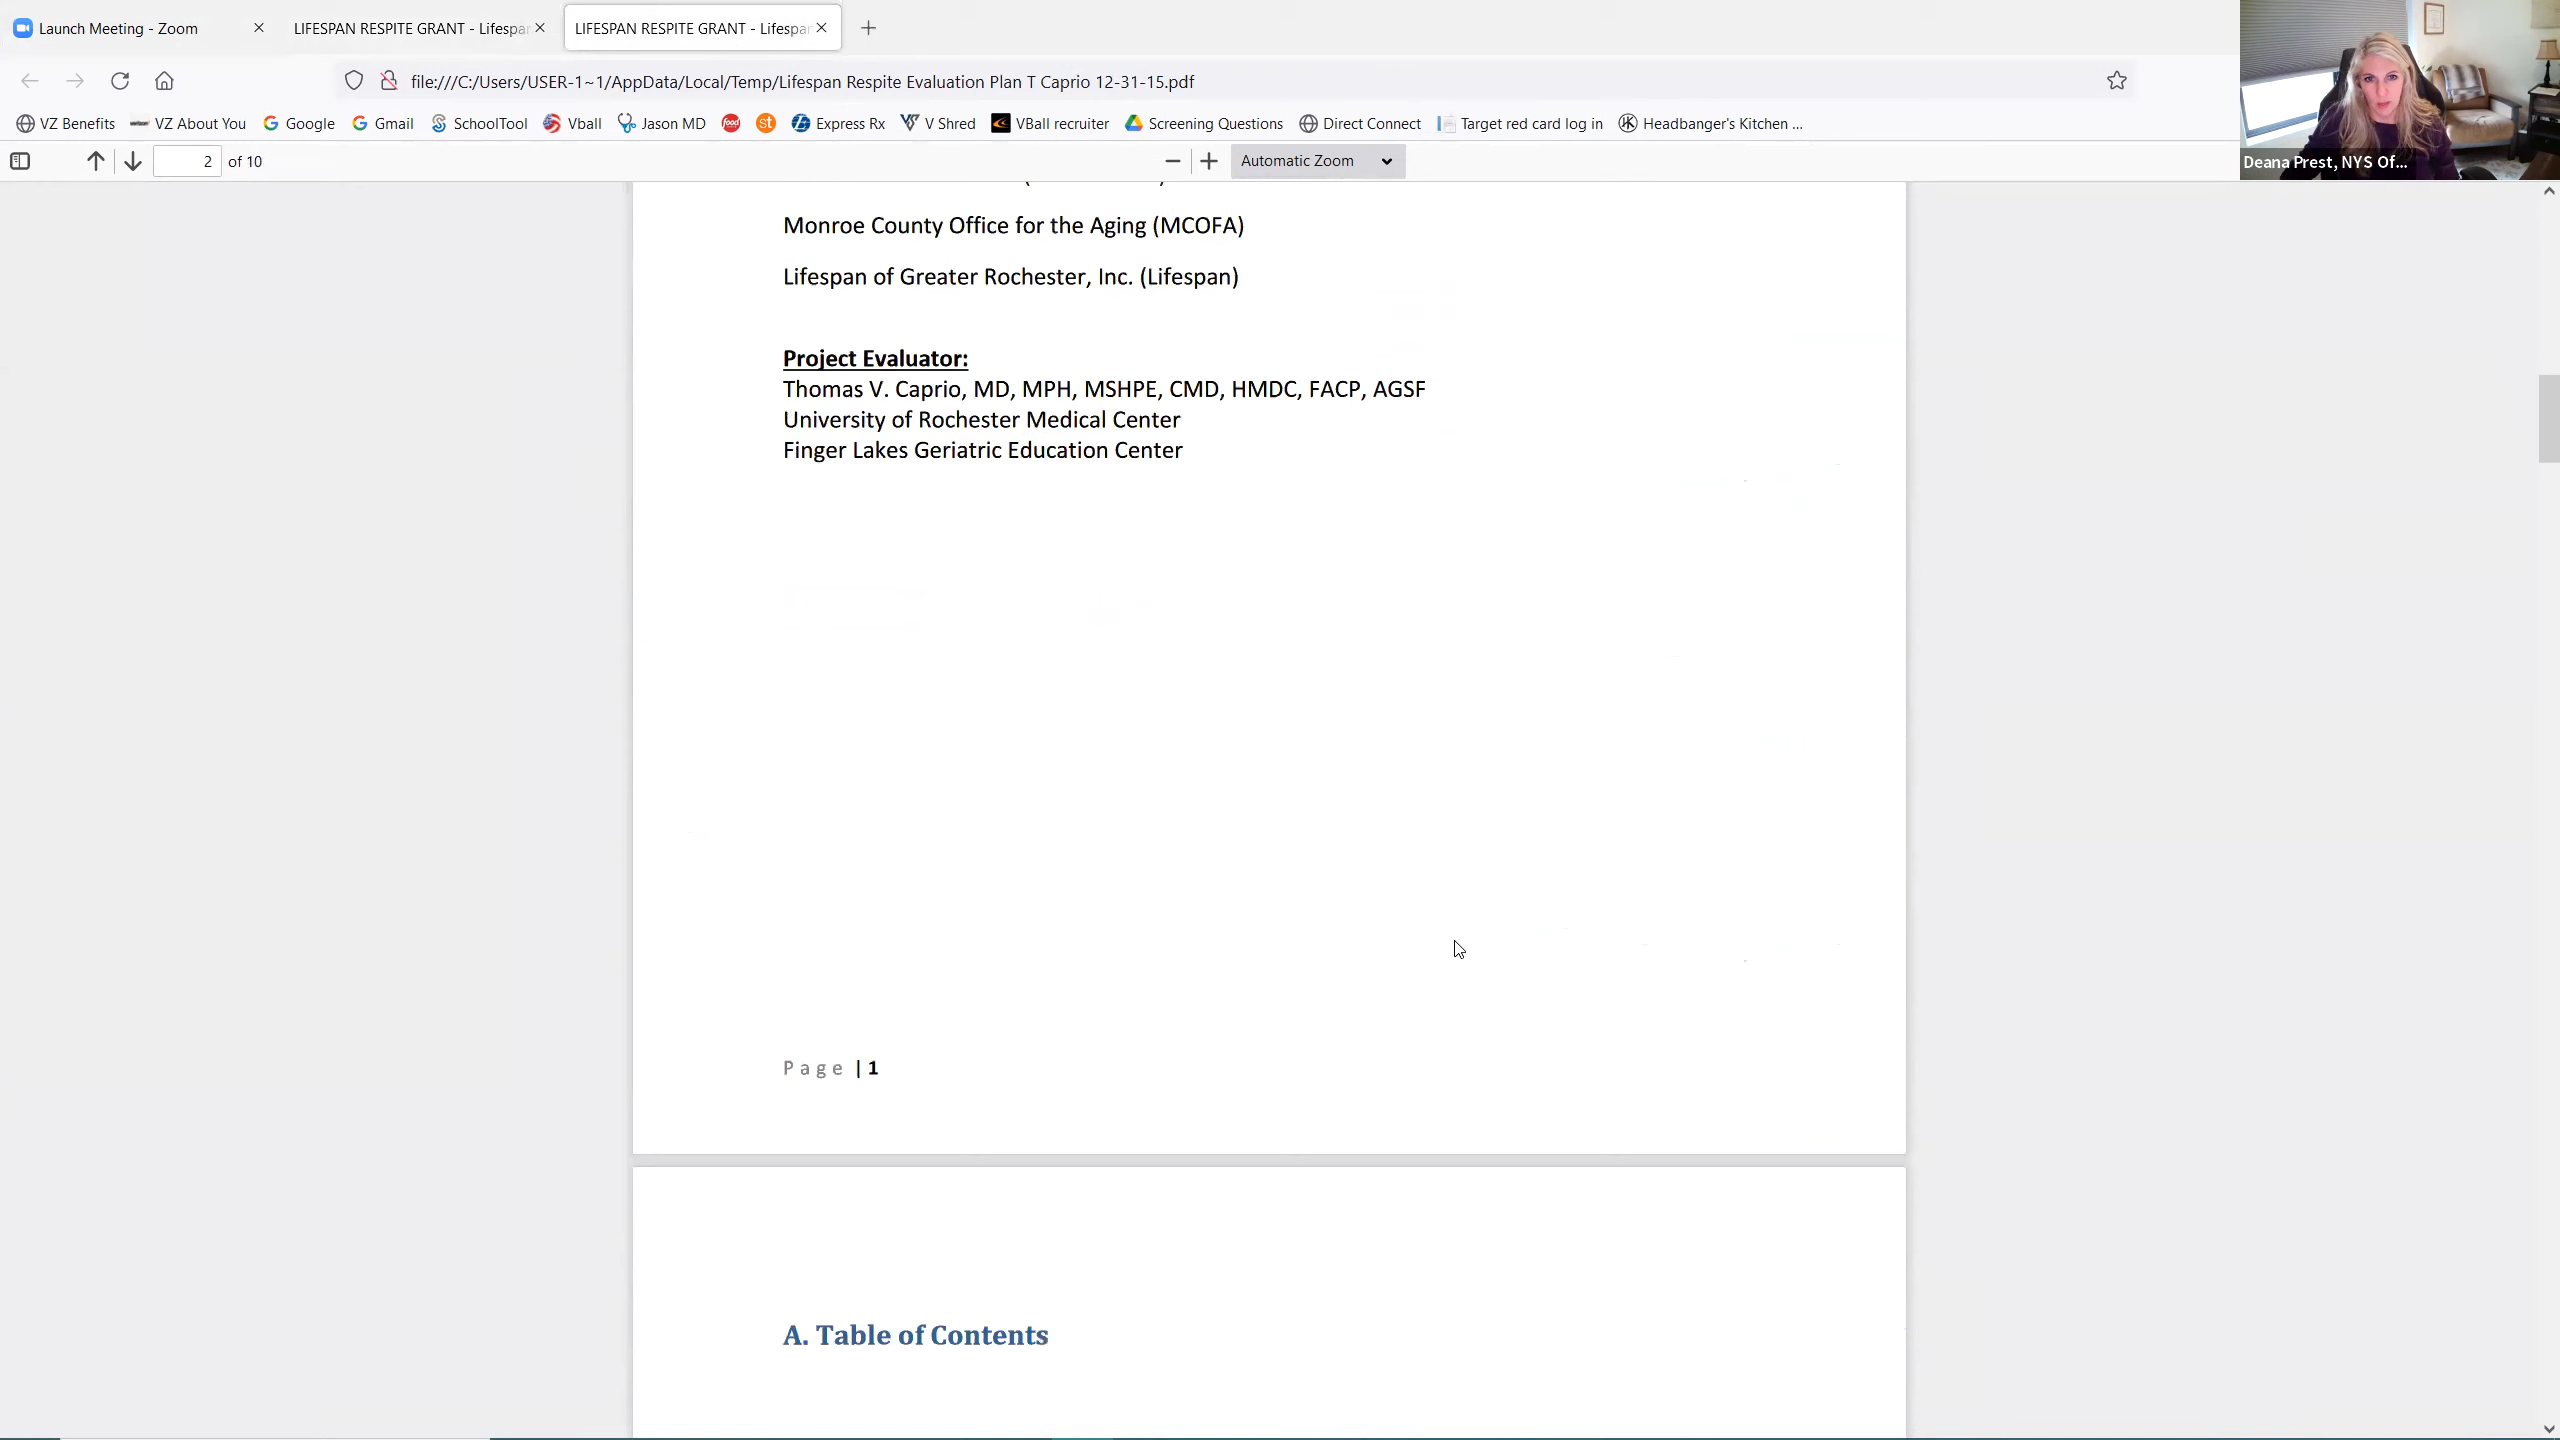 Launch Meeting - Zoom
LIFESPAN RESPITE GRANT - Lifespan
LIFESPAN RESPITE GRANT - Lifespan
file:///C:/Users/USER-1~1/AppData/Local/Temp/Lifespan Respite Evaluation Plan T Caprio 12-31-15.pdf
VZ Benefits
VZ About You
Google
Gmail
SchoolTool
Vball
Jason MD
food
st
Express Rx
V Shred
VBall recruiter
Screening Questions
Direct Connect
Target red card log in
Headbanger's Kitchen ...
2 of 10
Automatic Zoom
Deana Prest, NYS Of...
Monroe County Office for the Aging (MCOFA)
Lifespan of Greater Rochester, Inc. (Lifespan)
Project Evaluator:
Thomas V. Caprio, MD, MPH, MSHPE, CMD, HMDC, FACP, AGSF
University of Rochester Medical Center
Finger Lakes Geriatric Education Center
Page | 1
A. Table of Contents